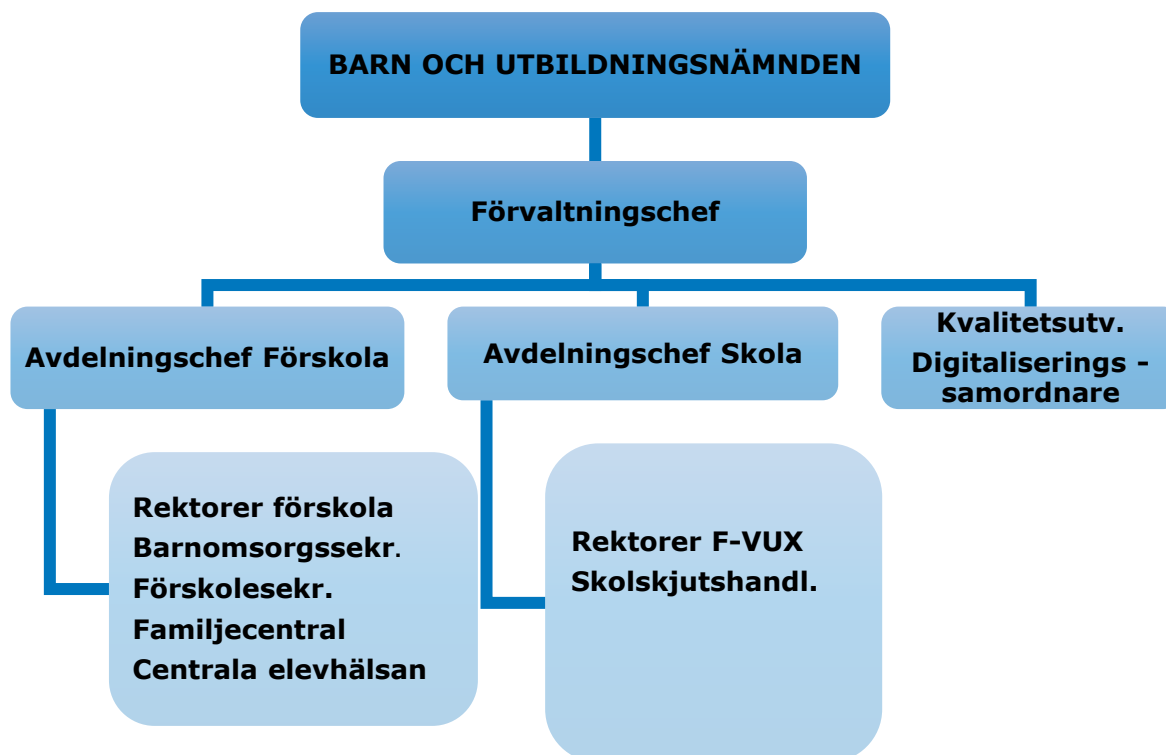 BARN OCH UTBILDNINGSNÄMNDEN
Förvaltningschef
Avdelningschef Förskola
Avdelningschef Skola
Kvalitetsutv.
Digitaliserings -
samordnare
Rektorer förskola
Barnomsorgssekr.
Förskolesekr.
Familjecentral
Centrala elevhälsan
Rektorer F-VUX
Skolskjutshandl.